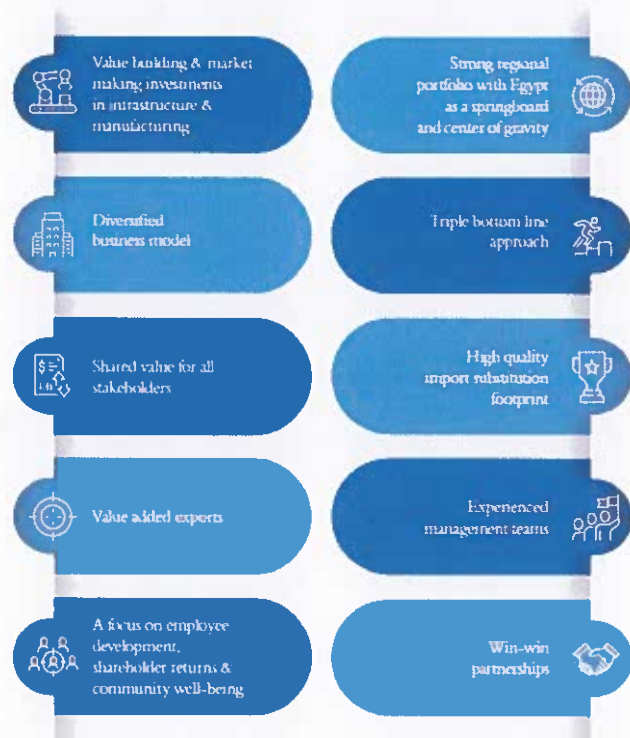 Value building & market
making investments
in infrastructure &
manufacturing
Strong regional
portfolio with Egypt
as a springboard
and center of gravity
Diversified
business model
Triple bottom line
approach
Shared value for all
stakeholders
High quality
import substitution
footprint
Value added exports
Experienced
management teams
A focus on employee
development,
shareholder returns &
community well-being
Win-win
partnerships